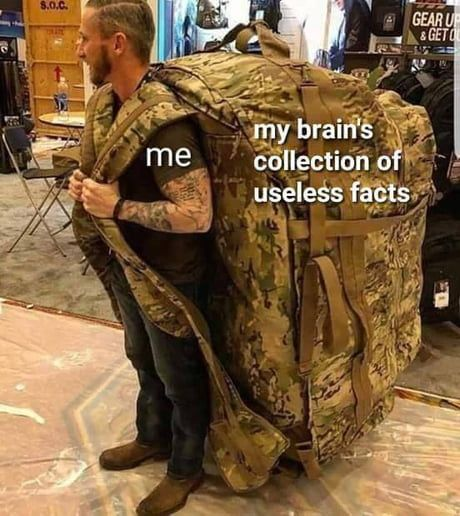 S.O.C.
GEAR UP
& GET O
me
my brain's
collection of
useless facts